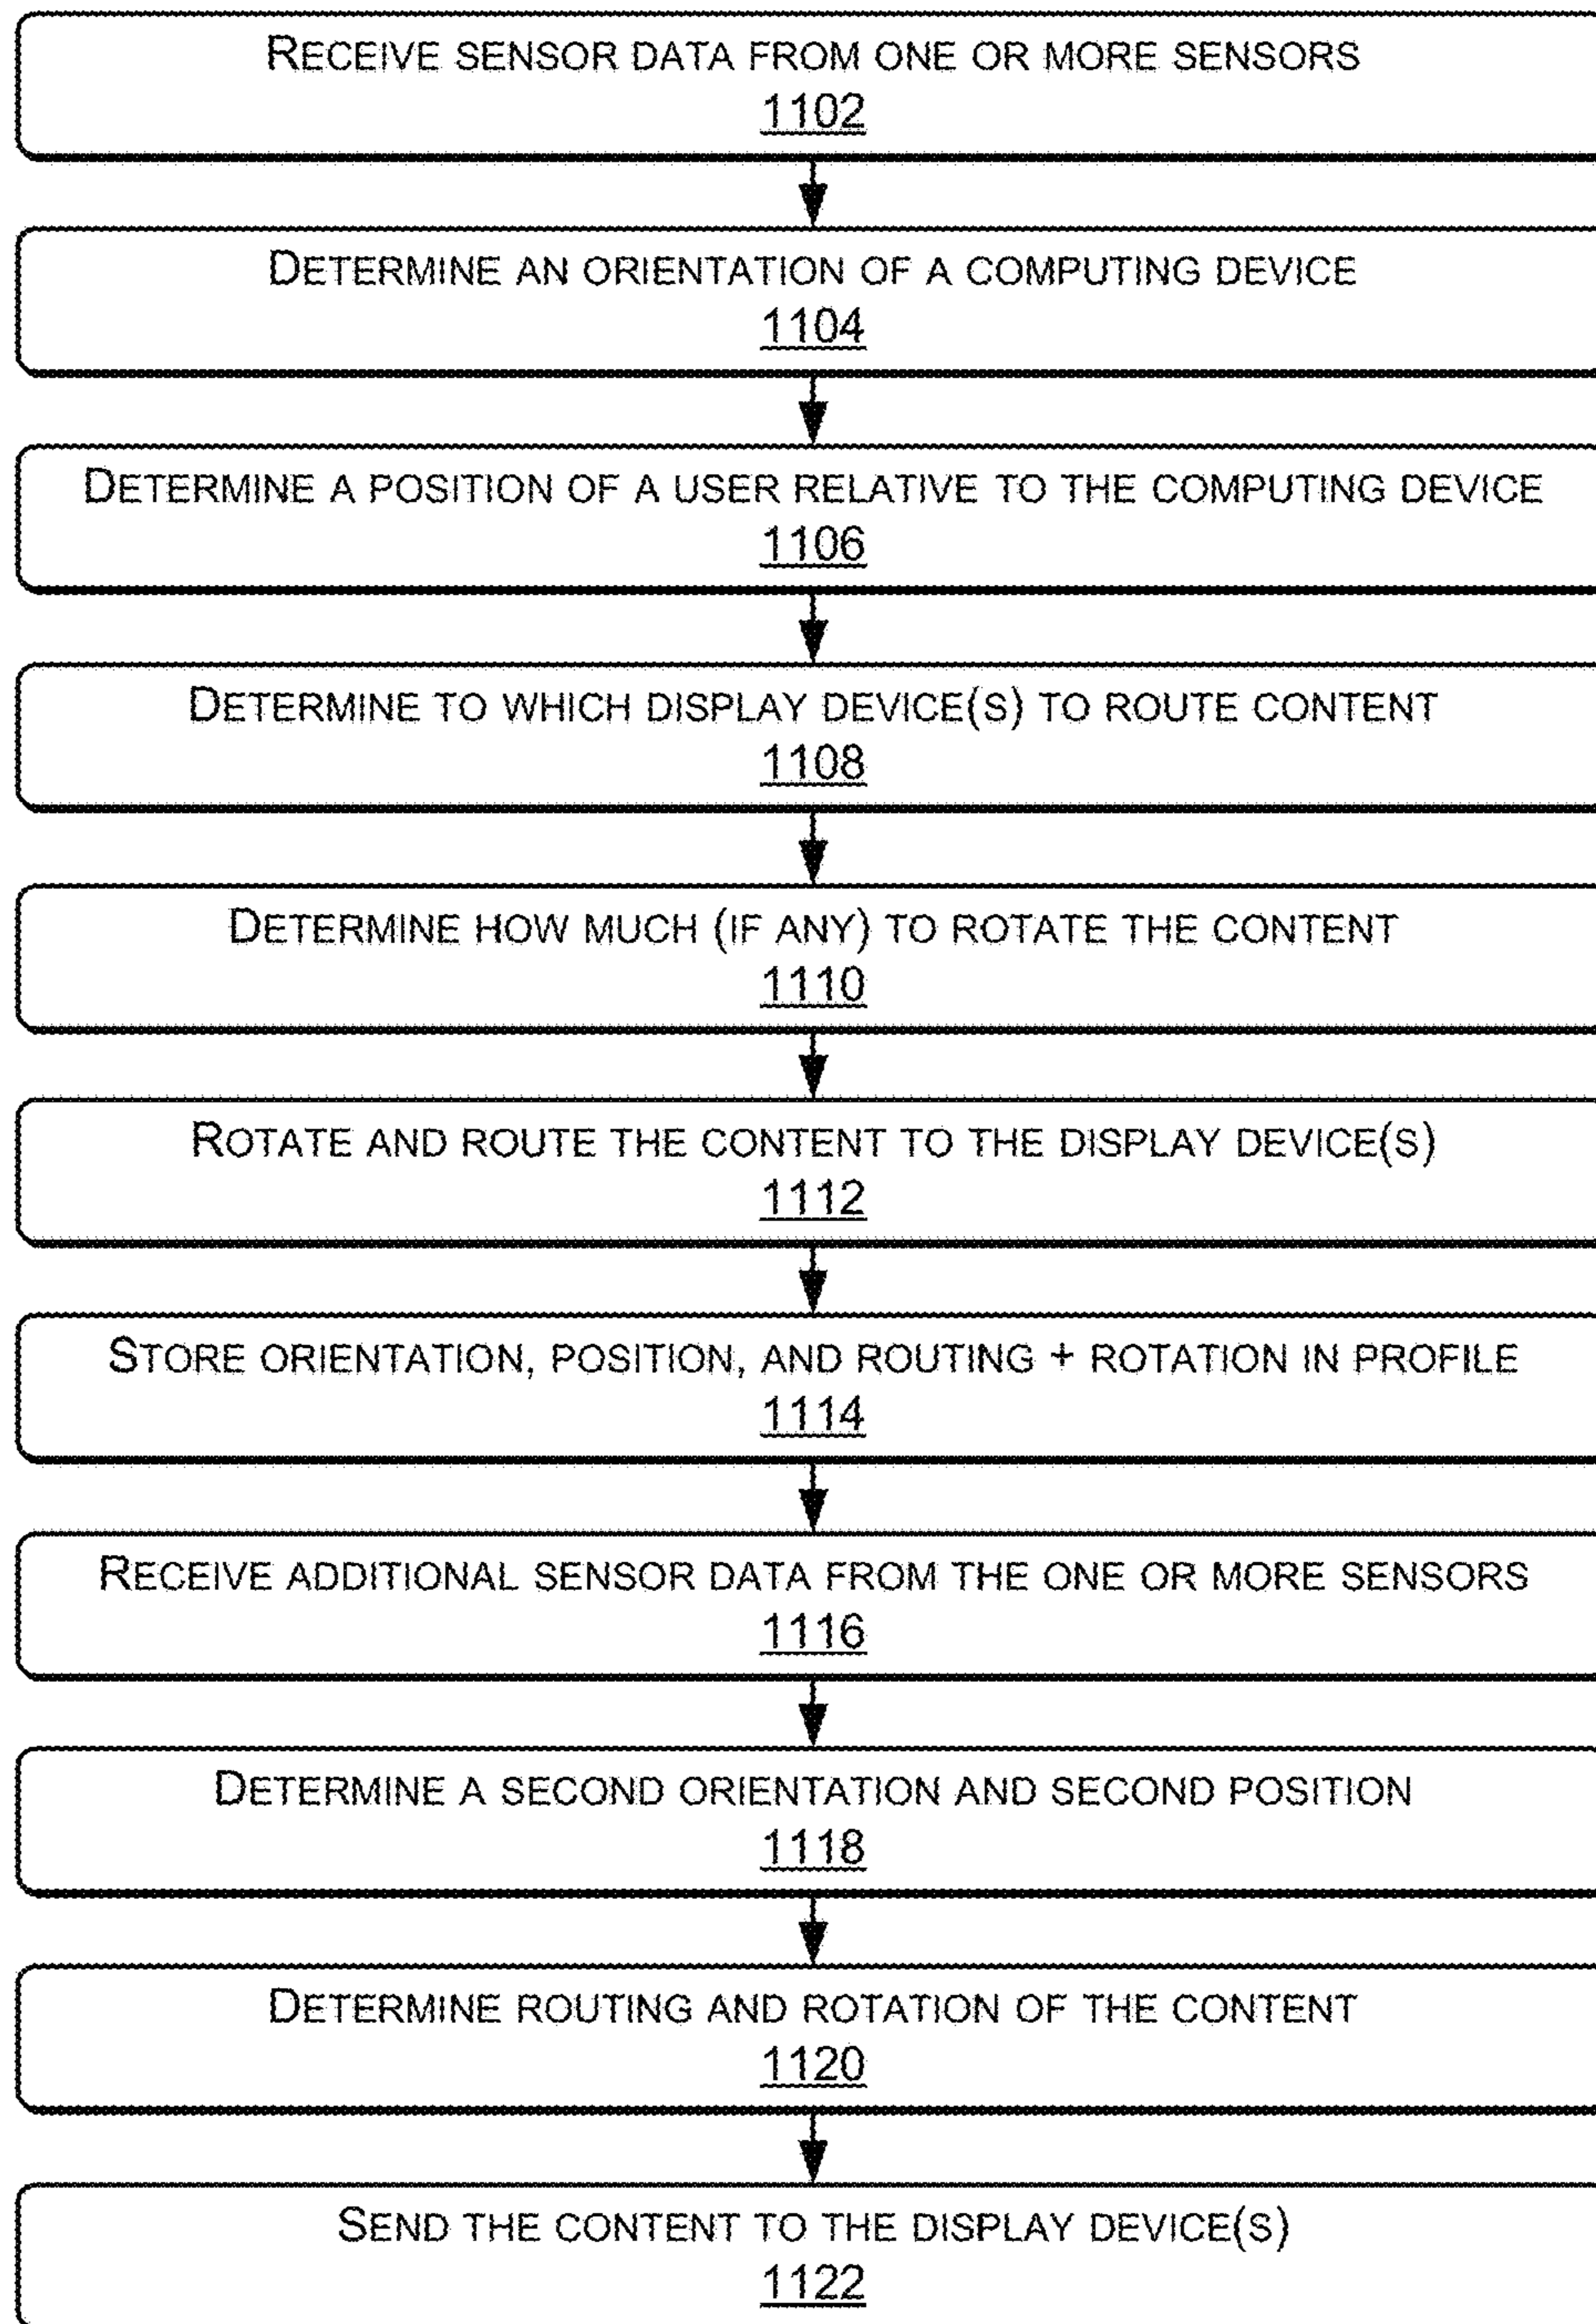 RECEIVE SENSOR DATA FROM ONE OR MORE SENSORS
1102
DETERMINE AN ORIENTATION OF A COMPUTING DEVICE
1104
DETERMINE A POSITION OF A USER RELATIVE TO THE COMPUTING DEVICE
1106
DETERMINE TO WHICH DISPLAY DEVICE(S) TO ROUTE CONTENT
1108
DETERMINE HOW MUCH (IF ANY) TO ROTATE THE CONTENT
1110
ROTATE AND ROUTE THE CONTENT TO THE DISPLAY DEVICE(S)
1112
STORE ORIENTATION, POSITION, AND ROUTING + ROTATION IN PROFILE
1114
RECEIVE ADDITIONAL SENSOR DATA FROM THE ONE OR MORE SENSORS
1116
DETERMINE A SECOND ORIENTATION AND SECOND POSITION
1118
DETERMINE ROUTING AND ROTATION OF THE CONTENT
1120
SEND THE CONTENT TO THE DISPLAY DEVICE(S)
1122